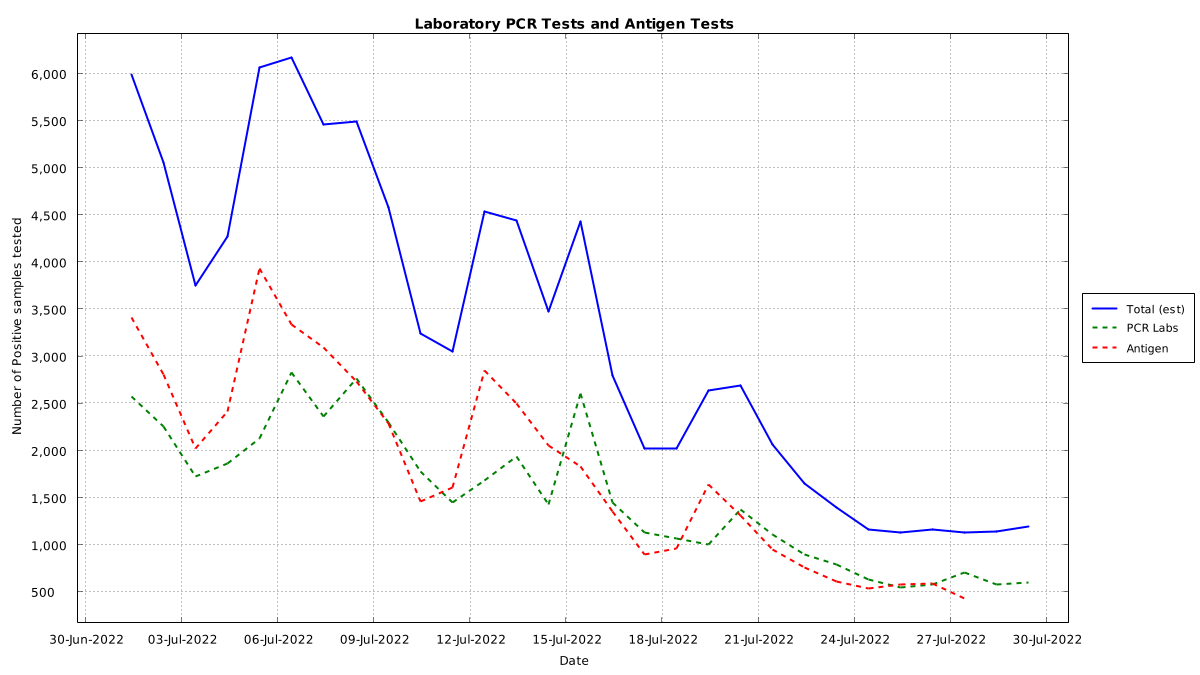 Laboratory PCR Tests and Antigen Tests
6,000
5,500
5,000
4,500
4,000
3,500
3,000
2,500
2,000
1,500
1,000
500
Number of Positive samples tested
30-Jun-2022 03-Jul-2022 06-Jul-2022 09-Jul-2022 12-Jul-2022 15-Jul-2022 18-Jul-2022 21-Jul-2022 24-Jul-2022 27-Jul-2022 30-Jul-2022
Date
Total (est)
PCR Labs
Antigen